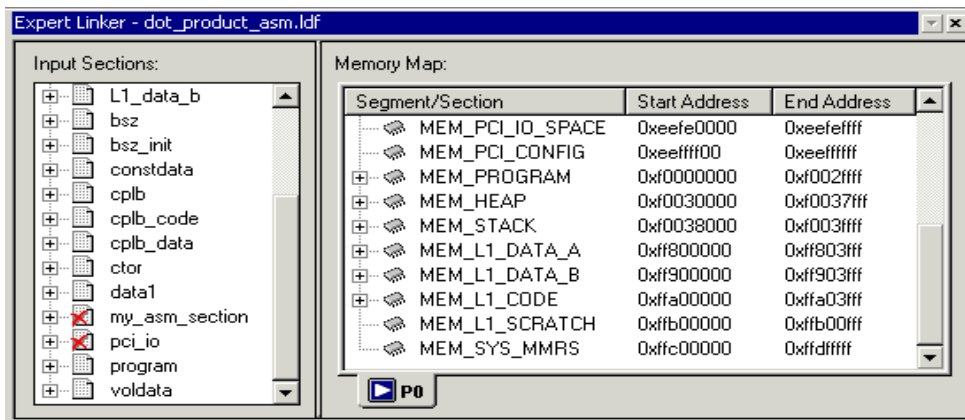 Expert Linker - dot_product_asm.ldf
Input Sections:
L1_data_b
bsz
bsz_init
constdata
cplb
cplb_code
cplb_data
ctor
data1
my_asm_section
pci_io
program
voldata
Memory Map:
Segment/Section Start Address End Address
MEM_PCI_IO_SPACE 0xeefe0000 0xeefeffff
MEM_PCI_CONFIG 0xeeffff00 0xeeffffff
MEM_PROGRAM 0xf0000000 0xf002ffff
MEM_HEAP 0xf0030000 0xf0037fff
MEM_STACK 0xf0038000 0xf003ffff
MEM_L1_DATA_A 0xff800000 0xff803fff
MEM_L1_DATA_B 0xff900000 0xff903fff
MEM_L1_CODE 0xffa00000 0xffa03fff
MEM_L1_SCRATCH 0xffb00000 0xffb00fff
MEM_SYS_MMRS 0xffc00000 0xffdfffff
P0